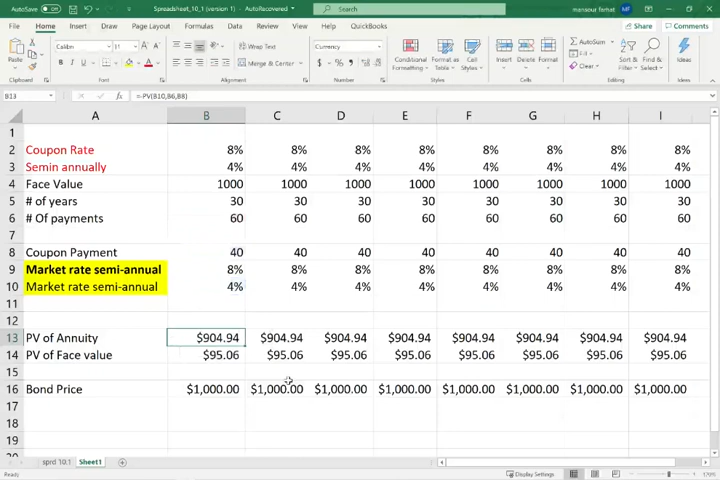 AutoSave Off Spreadsheet_10_1 (version 1) - AutoRecovered Search mansour farhat MF
File Home Insert Draw Page Layout Formulas Data Review View Help QuickBooks Share Comments
Paste Calibri 11 Wrap Text Currency Conditional Formatting Format as Table Cell Styles Insert Delete Format AutoSum Sort & Filter Find & Select Ideas
B I U Merge & Center $ % Clear
Clipboard Font Alignment Number Styles Cells Editing Ideas
B13 fx =-PV(B10,B6,B8)
A B C D E F G H I
1
2 Coupon Rate 8% 8% 8% 8% 8% 8% 8% 8%
3 Semin annually 4% 4% 4% 4% 4% 4% 4% 4%
4 Face Value 1000 1000 1000 1000 1000 1000 1000 1000
5 # of years 30 30 30 30 30 30 30 30
6 # Of payments 60 60 60 60 60 60 60 60
7
8 Coupon Payment 40 40 40 40 40 40 40 40
9 Market rate semi-annual 8% 8% 8% 8% 8% 8% 8% 8%
10 Market rate semi-annual 4% 4% 4% 4% 4% 4% 4% 4%
11
12
13 PV of Annuity $904.94 $904.94 $904.94 $904.94 $904.94 $904.94 $904.94 $904.94
14 PV of Face value $95.06 $95.06 $95.06 $95.06 $95.06 $95.06 $95.06 $95.06
15
16 Bond Price $1,000.00 $1,000.00 $1,000.00 $1,000.00 $1,000.00 $1,000.00 $1,000.00 $1,000.00
17
18
19
20
sprd 10.1 Sheet1
Ready Display Settings 170%